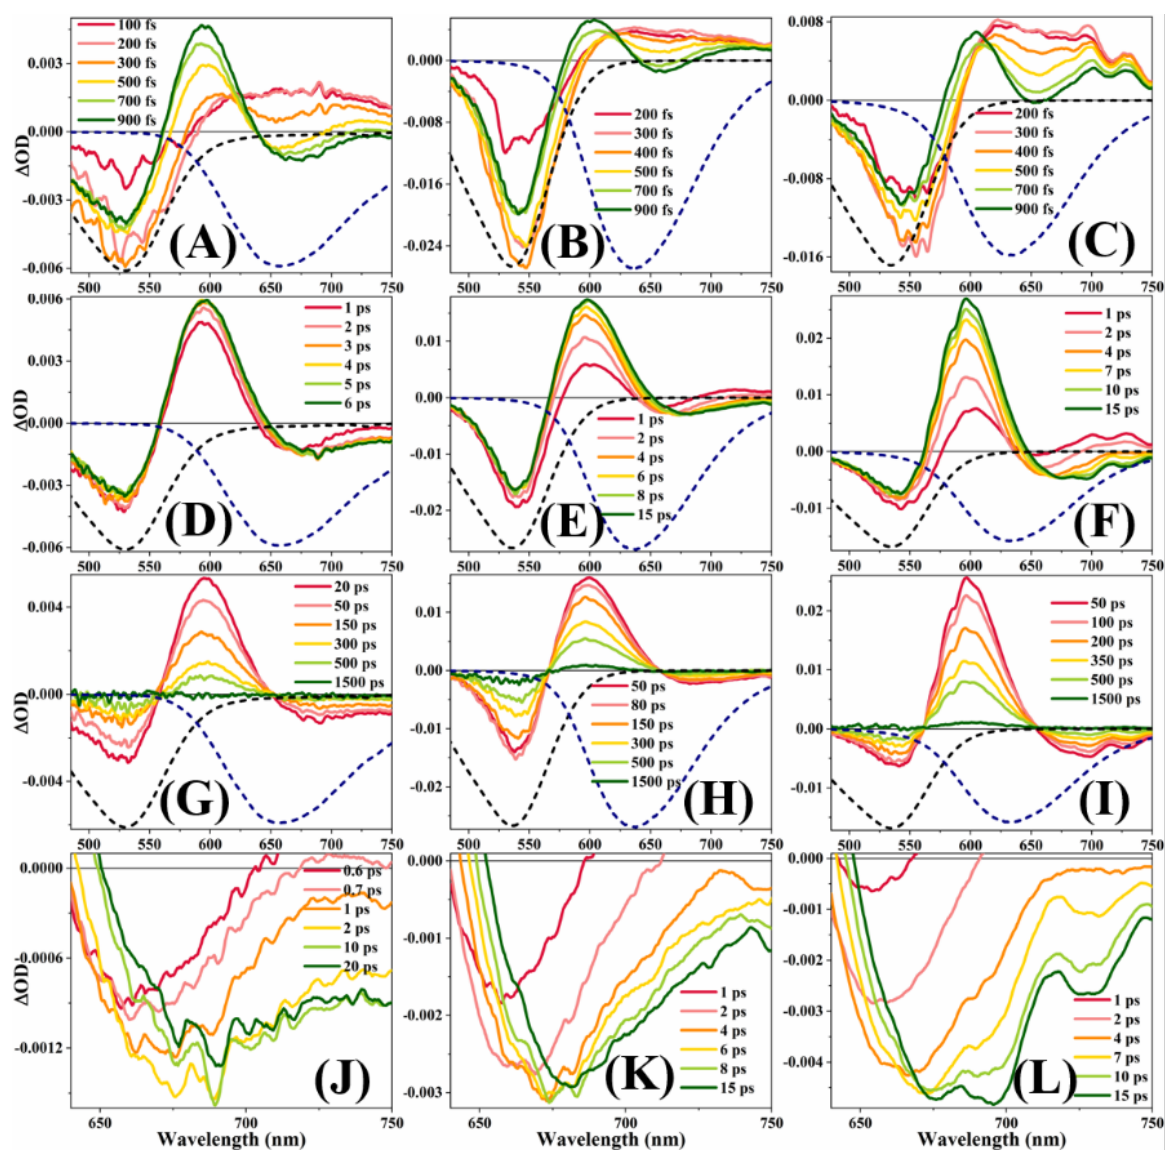 100 fs
200 fs
300 fs
500 fs
700 fs
900 fs
0.003
0.000
-0.003
-0.006
ΔOD
(A)
500 550 600 650 700 750
0.000
-0.008
-0.016
-0.024
200 fs
300 fs
400 fs
500 fs
700 fs
900 fs
(B)
500 550 600 650 700 750
0.008
0.000
-0.008
-0.016
200 fs
300 fs
400 fs
500 fs
700 fs
900 fs
(C)
500 550 600 650 700 750
0.006
0.003
0.000
-0.003
-0.006
ΔOD
1 ps
2 ps
3 ps
4 ps
5 ps
6 ps
(D)
500 550 600 650 700 750
0.01
0.00
-0.01
-0.02
1 ps
2 ps
4 ps
6 ps
8 ps
15 ps
(E)
500 550 600 650 700 750
0.02
0.01
0.00
-0.01
1 ps
2 ps
4 ps
7 ps
10 ps
15 ps
(F)
500 550 600 650 700 750
0.004
0.000
-0.004
ΔOD
20 ps
50 ps
150 ps
300 ps
500 ps
1500 ps
(G)
500 550 600 650 700 750
0.01
0.00
-0.01
-0.02
50 ps
80 ps
150 ps
300 ps
500 ps
1500 ps
(H)
500 550 600 650 700 750
0.02
0.01
0.00
-0.01
50 ps
100 ps
200 ps
350 ps
500 ps
1500 ps
(I)
500 550 600 650 700 750
0.0000
-0.0006
-0.0012
ΔOD
0.6 ps
0.7 ps
1 ps
2 ps
10 ps
20 ps
(J)
650 700 750
Wavelength (nm)
0.000
-0.001
-0.002
-0.003
1 ps
2 ps
4 ps
6 ps
8 ps
15 ps
(K)
650 700 750
Wavelength (nm)
0.000
-0.001
-0.002
-0.003
-0.004
1 ps
2 ps
4 ps
7 ps
10 ps
15 ps
(L)
650 700 750
Wavelength (nm)